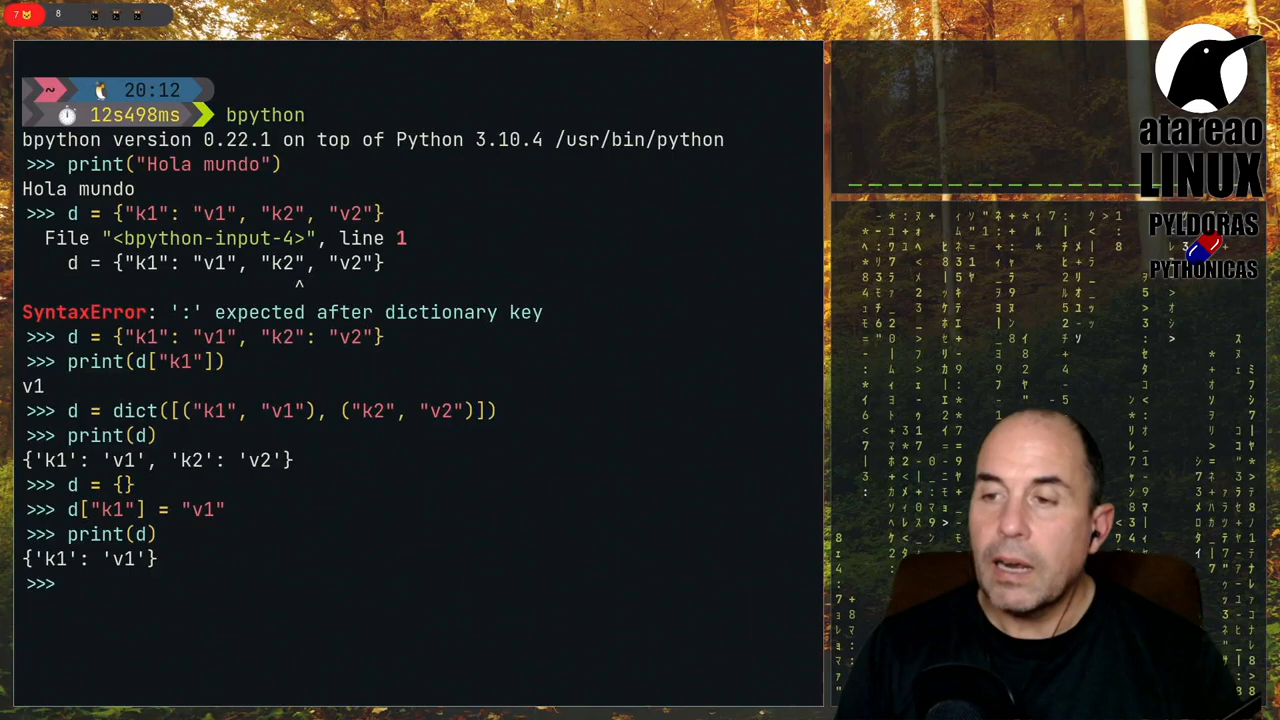 7
8
~ 20:12
12s498ms bpython
bpython version 0.22.1 on top of Python 3.10.4 /usr/bin/python
>>> print("Hola mundo")
Hola mundo
>>> d = {"k1": "v1", "k2", "v2"}
File "<bpython-input-4>", line 1
d = {"k1": "v1", "k2", "v2"}
^
SyntaxError: ':' expected after dictionary key
>>> d = {"k1": "v1", "k2": "v2"}
>>> print(d["k1"])
v1
>>> d = dict([("k1", "v1"), ("k2", "v2")])
>>> print(d)
{'k1': 'v1', 'k2': 'v2'}
>>> d = {}
>>> d["k1"] = "v1"
>>> print(d)
{'k1': 'v1'}
>>>
atareao
LINUX
PYLDORAS
PYTHONICAS